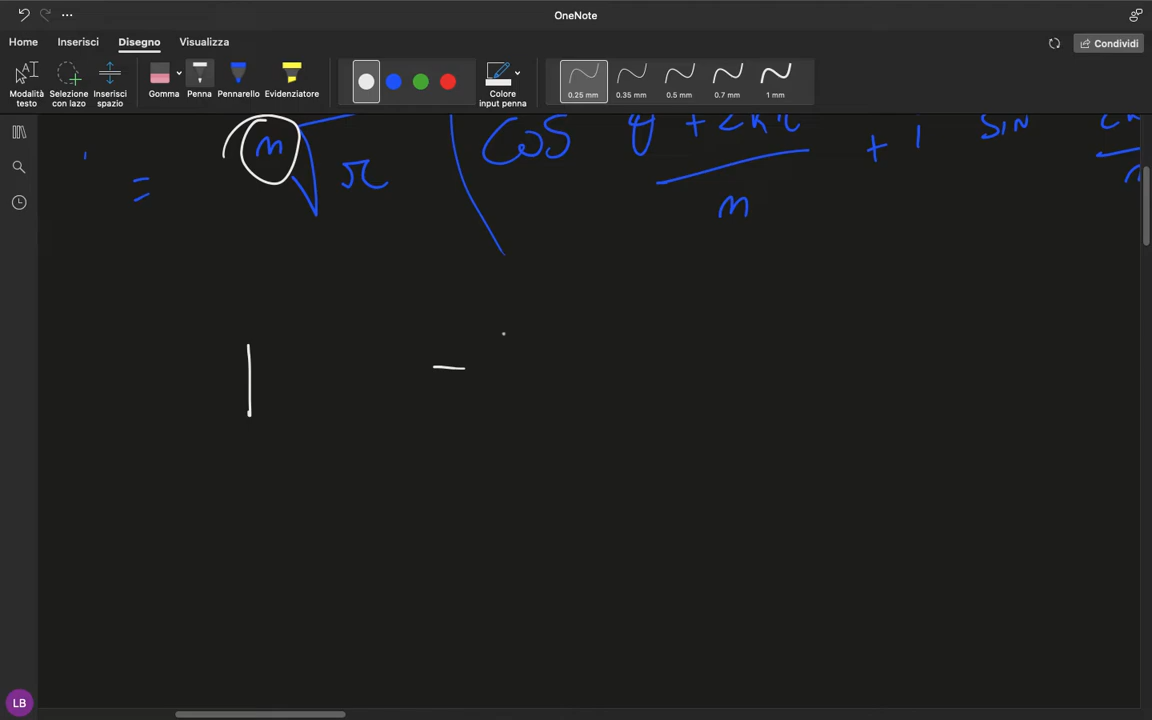 OneNote
Home Inserisci Disegno Visualizza
Condividi
Modalità testo
Selezione con lazo
Inserisci spazio
Gomma
Penna
Pennarello
Evidenziatore
Colore input penna
0.25 mm
0.35 mm
0.5 mm
0.7 mm
1 mm
= n√r ( cos φ + 2kπ / n + i sin
1 -
LB